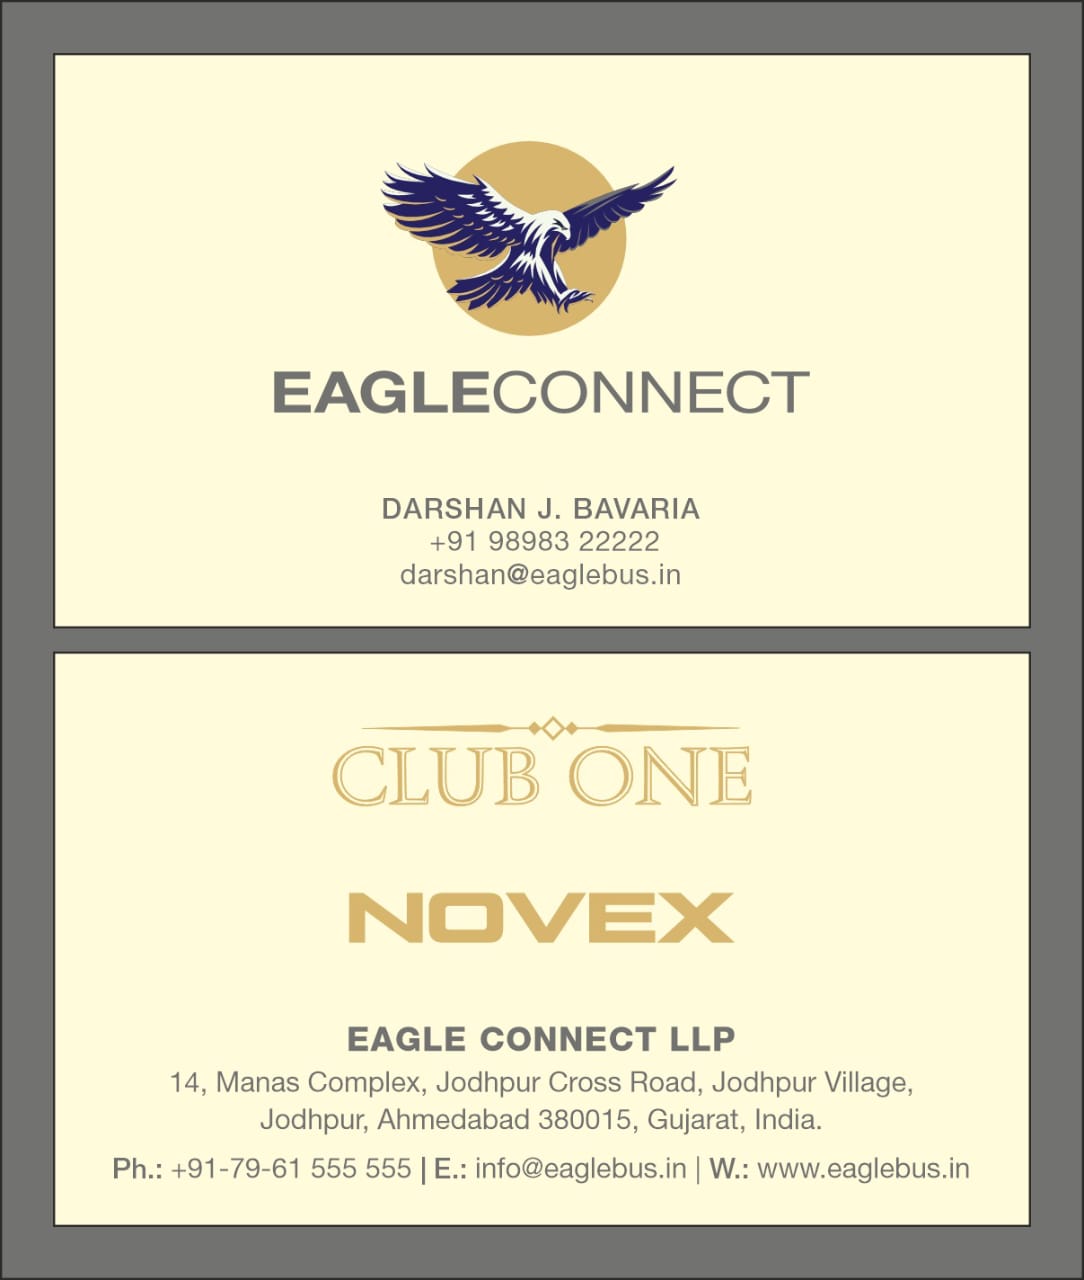 EAGLECONNECT
DARSHAN J. BAVARIA
+91 98983 22222
darshan@eaglebus.in
CLUB ONE
NOVEX
EAGLE CONNECT LLP
14, Manas Complex, Jodhpur Cross Road, Jodhpur Village,
Jodhpur, Ahmedabad 380015, Gujarat, India.
Ph.: +91-79-61 555 555 | E.: info@eaglebus.in | W.: www.eaglebus.in